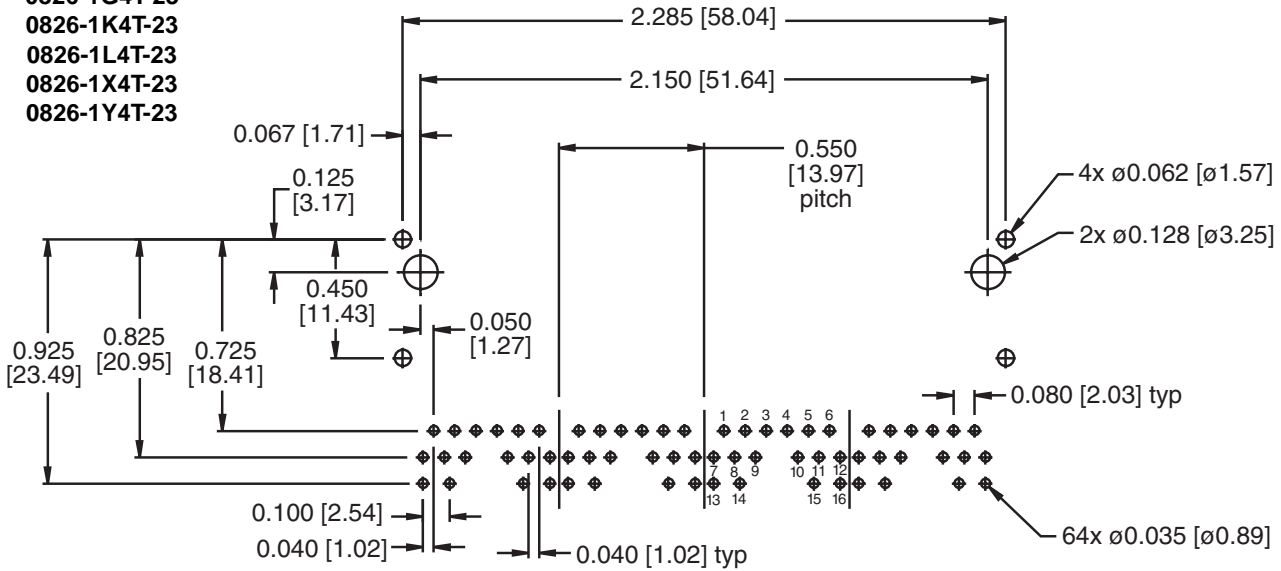 0826-1K4T-23
0826-1L4T-23
0826-1X4T-23
0826-1Y4T-23
2.285 [58.04]
2.150 [51.64]
0.067 [1.71]
0.550
[13.97]
pitch
0.125
[3.17]
4x ø0.062 [ø1.57]
2x ø0.128 [ø3.25]
0.450
[11.43]
0.050
[1.27]
0.925
[23.49]
0.825
[20.95]
0.725
[18.41]
0.080 [2.03] typ
1 2 3 4 5 6
7 8 9 10 11 12
13 14 15 16
0.100 [2.54]
0.040 [1.02]
0.040 [1.02] typ
64x ø0.035 [ø0.89]